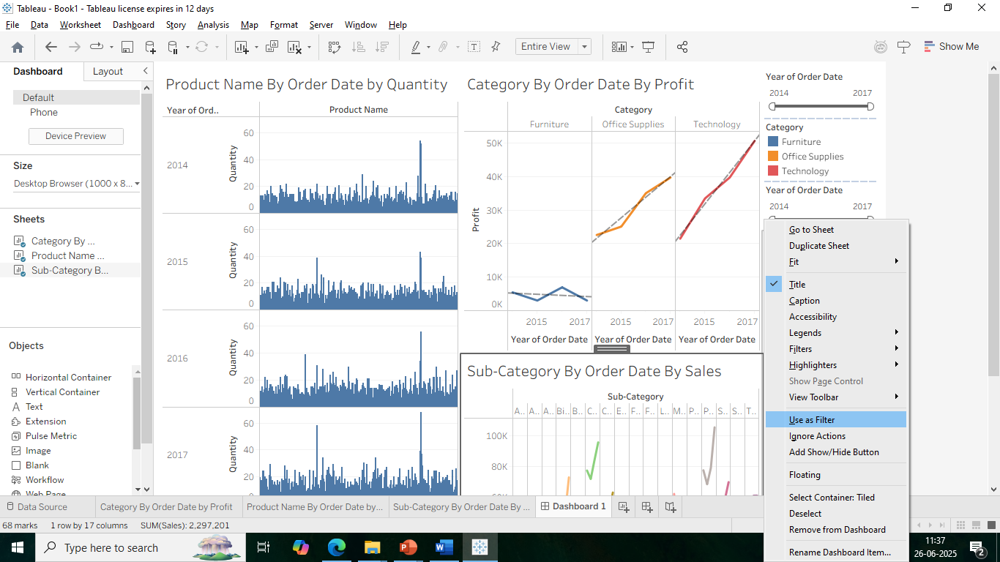 Tableau - Book1 - Tableau license expires in 12 days
File Data Worksheet Dashboard Story Analysis Map Format Server Window Help
Entire View
Show Me
Dashboard Layout
Default
Phone
Device Preview
Size
Desktop Browser (1000 x 8...
Sheets
Category By ...
Product Name ...
Sub-Category B...
Objects
Horizontal Container
Vertical Container
Text
Extension
Pulse Metric
Image
Blank
Workflow
Web Page
Product Name By Order Date by Quantity
Year of Ord.. Product Name
2014
Quantity
60
40
20
0
2015
Quantity
60
40
20
0
2016
Quantity
60
40
20
0
2017
Quantity
60
40
20
Category By Order Date By Profit
Category
Furniture Office Supplies Technology
Profit
50K
40K
30K
20K
10K
0K
2015 2017 2015 2017 2015 2017
Year of Order Date Year of Order Date Year of Order Date
Sub-Category By Order Date By Sales
Sub-Category
A.. A.. A.. Bi.. B.. C.. C.. E.. F.. F.. L.. M.. P.. P.. S.. S.. T..
100K
80K
Year of Order Date
2014 2017
Category
Furniture
Office Supplies
Technology
Year of Order Date
2014 2017
Go to Sheet
Duplicate Sheet
Fit
Title
Caption
Accessibility
Legends
Filters
Highlighters
Show Page Control
View Toolbar
Use as Filter
Ignore Actions
Add Show/Hide Button
Floating
Select Container: Tiled
Deselect
Remove from Dashboard
Rename Dashboard Item...
Data Source Category By Order Date by Profit Product Name By Order Date by... Sub-Category By Order Date By ... Dashboard 1
68 marks 1 row by 17 columns SUM(Sales): 2,297,201
Type here to search
11:37
26-06-2025
2